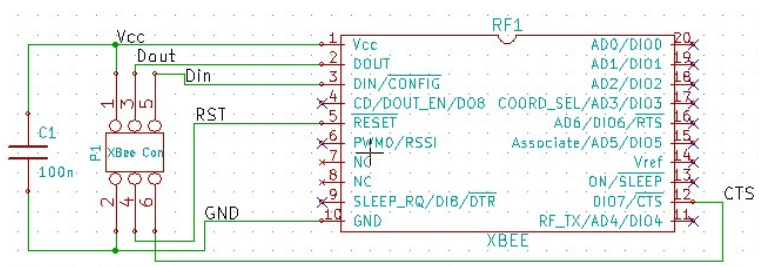 RF1
Vcc
1 Vcc AD0/DIO0 20
Dout
2 DOUT AD1/DIO1 19
Din
3 DIN/CONFIG AD2/DIO2 18
4 CD/DOUT_EN/DO8 COORD_SEL/AD3/DIO3 17
1 3 5
RST
5 RESET AD6/DIO6/RTS 16
C1
6 PWM0/RSSI Associate/AD5/DIO5 15
P1 XBee Con
7 NC Vref 14
100n
8 NC ON/SLEEP 13
2 4 6
9 SLEEP_RQ/DI8/DTR DIO7/CTS 12
CTS
GND
10 GND RF_TX/AD4/DIO4 11
XBEE